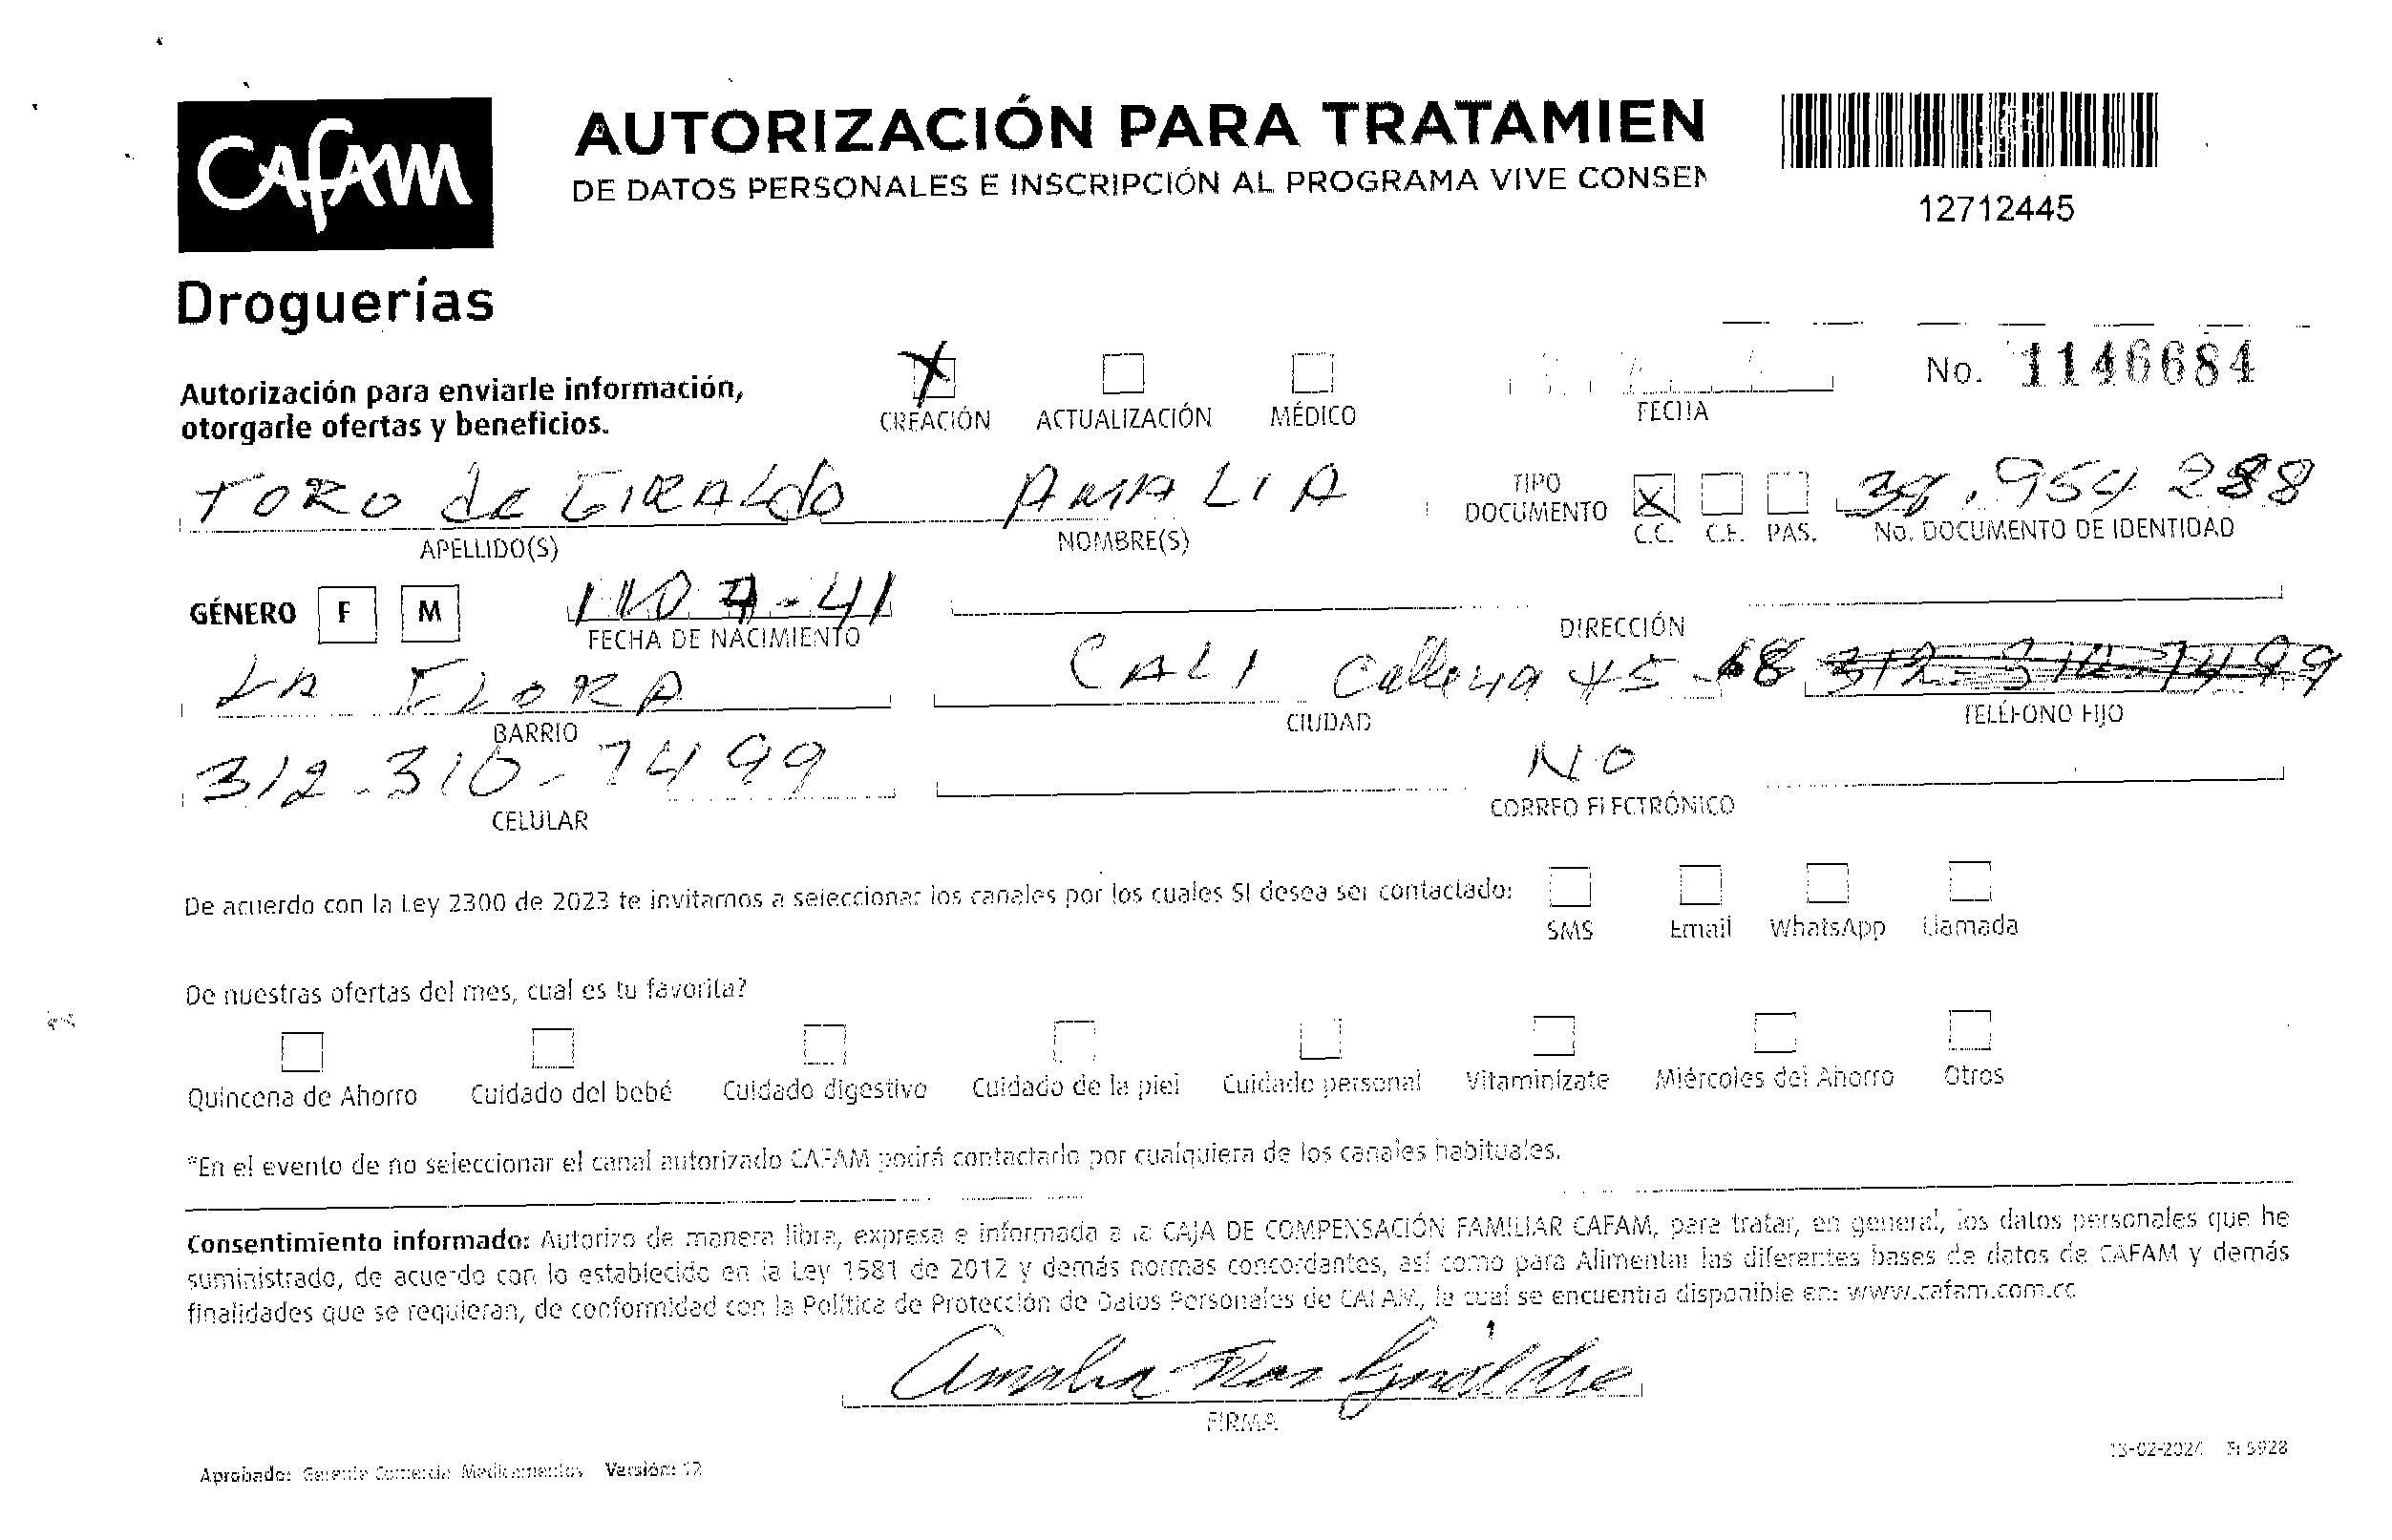 CAFAM
Droguerías
AUTORIZACIÓN PARA TRATAMIEN
DE DATOS PERSONALES E INSCRIPCIÓN AL PROGRAMA VIVE CONSEN
12712445
Autorización para enviarle información,
otorgarle ofertas y beneficios.
CREACIÓN ACTUALIZACIÓN MÉDICO
FECHA
No. 1146684
TORO de GIRALdo AMALIA
APELLIDO(S) NOMBRE(S)
TIPO
DOCUMENTO C.C. C.E. PAS.
38.954 288
No. DOCUMENTO DE IDENTIDAD
GÉNERO F M
FECHA DE NACIMIENTO
DIRECCIÓN
LA FLORA CALI
BARRIO CIUDAD TELÉFONO FIJO
312-310-7499 NO
CELULAR CORREO ELECTRÓNICO
De acuerdo con la Ley 2300 de 2023 te invitamos a seleccionar los canales por los cuales SI desea ser contactado:
SMS Email WhatsApp Llamada
De nuestras ofertas del mes, cual es tu favorita?
Quincena de Ahorro Cuidado del bebé Cuidado digestivo Cuidado de la piel Cuidado personal Vitaminízate Miércoles del Ahorro Otros
*En el evento de no seleccionar el canal autorizado CAFAM podrá contactarlo por cualquiera de los canales habituales.
Consentimiento informado: Autorizo de manera libre, expresa e informada a la CAJA DE COMPENSACIÓN FAMILIAR CAFAM, para tratar, en general, los datos personales que he
suministrado, de acuerdo con lo establecido en la Ley 1581 de 2012 y demás normas concordantes, así como para Alimentar las diferentes bases de datos de CAFAM y demás
finalidades que se requieran, de conformidad con la Política de Protección de Datos Personales de CAFAM, la cual se encuentra disponible en: www.cafam.com.co
FIRMA
Aprobado: Gerente Comercial Medicamentos Versión: 12
13-02-2024